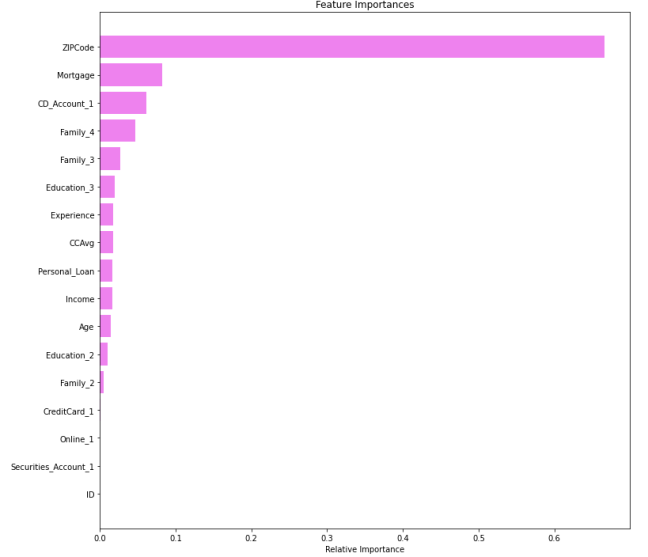 Feature Importances
ZIPCode
Mortgage
CD_Account_1
Family_4
Family_3
Education_3
Experience
CCAvg
Personal_Loan
Income
Age
Education_2
Family_2
CreditCard_1
Online_1
Securities_Account_1
ID
0.0 0.1 0.2 0.3 0.4 0.5 0.6
Relative Importance